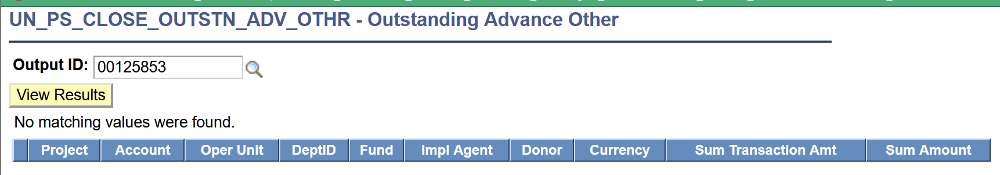 UN_PS_CLOSE_OUTSTN_ADV_OTHR - Outstanding Advance Other
Output ID: 00125853
View Results
No matching values were found.
Project Account Oper Unit DeptID Fund Impl Agent Donor Currency Sum Transaction Amt Sum Amount